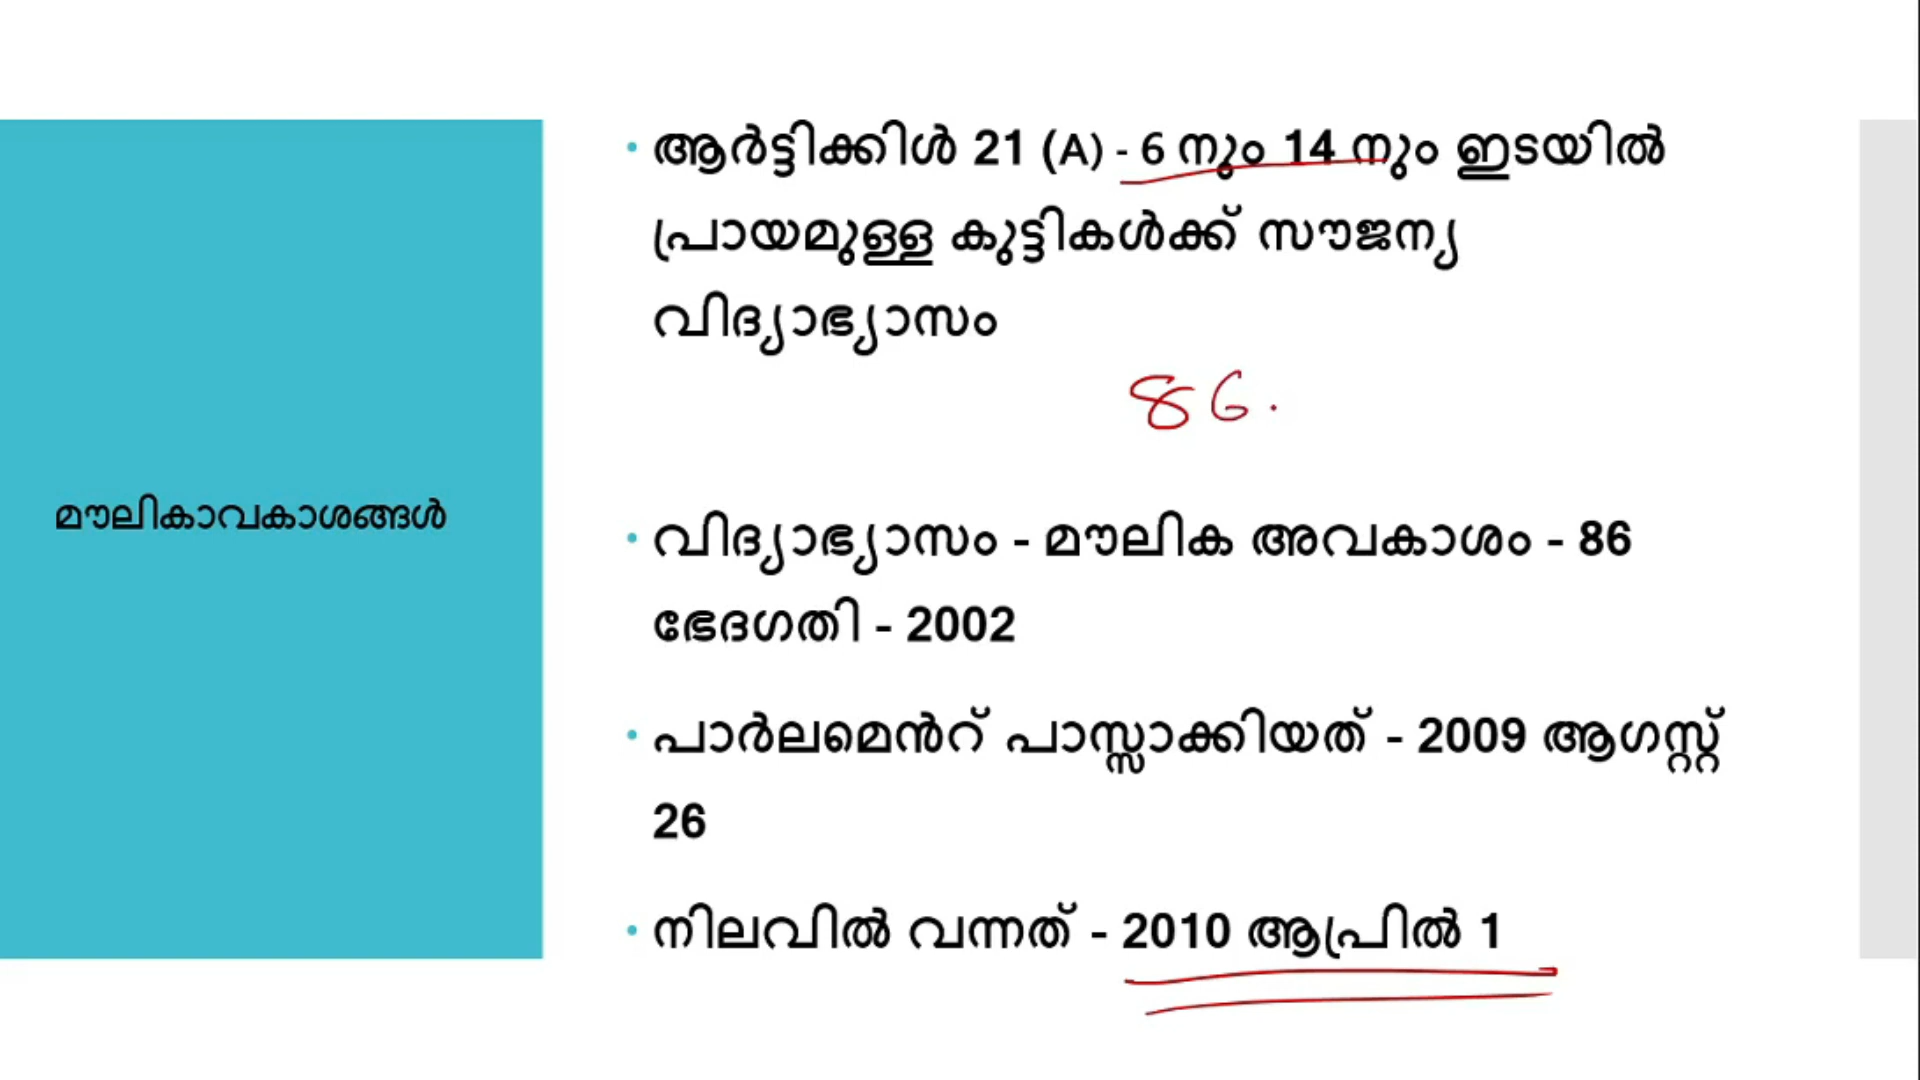 മൗലികാവകാശങ്ങൾ
• ആർട്ടിക്കിൾ 21 (A) - 6 നും 14 നും ഇടയിൽ
പ്രായമുള്ള കുട്ടികൾക്ക് സൗജന്യ
വിദ്യാഭ്യാസം
86.
• വിദ്യാഭ്യാസം - മൗലിക അവകാശം - 86
ഭേദഗതി - 2002
• പാർലമെൻറ് പാസ്സാക്കിയത് - 2009 ആഗസ്റ്റ്
26
• നിലവിൽ വന്നത് - 2010 ആപ്രിൽ 1